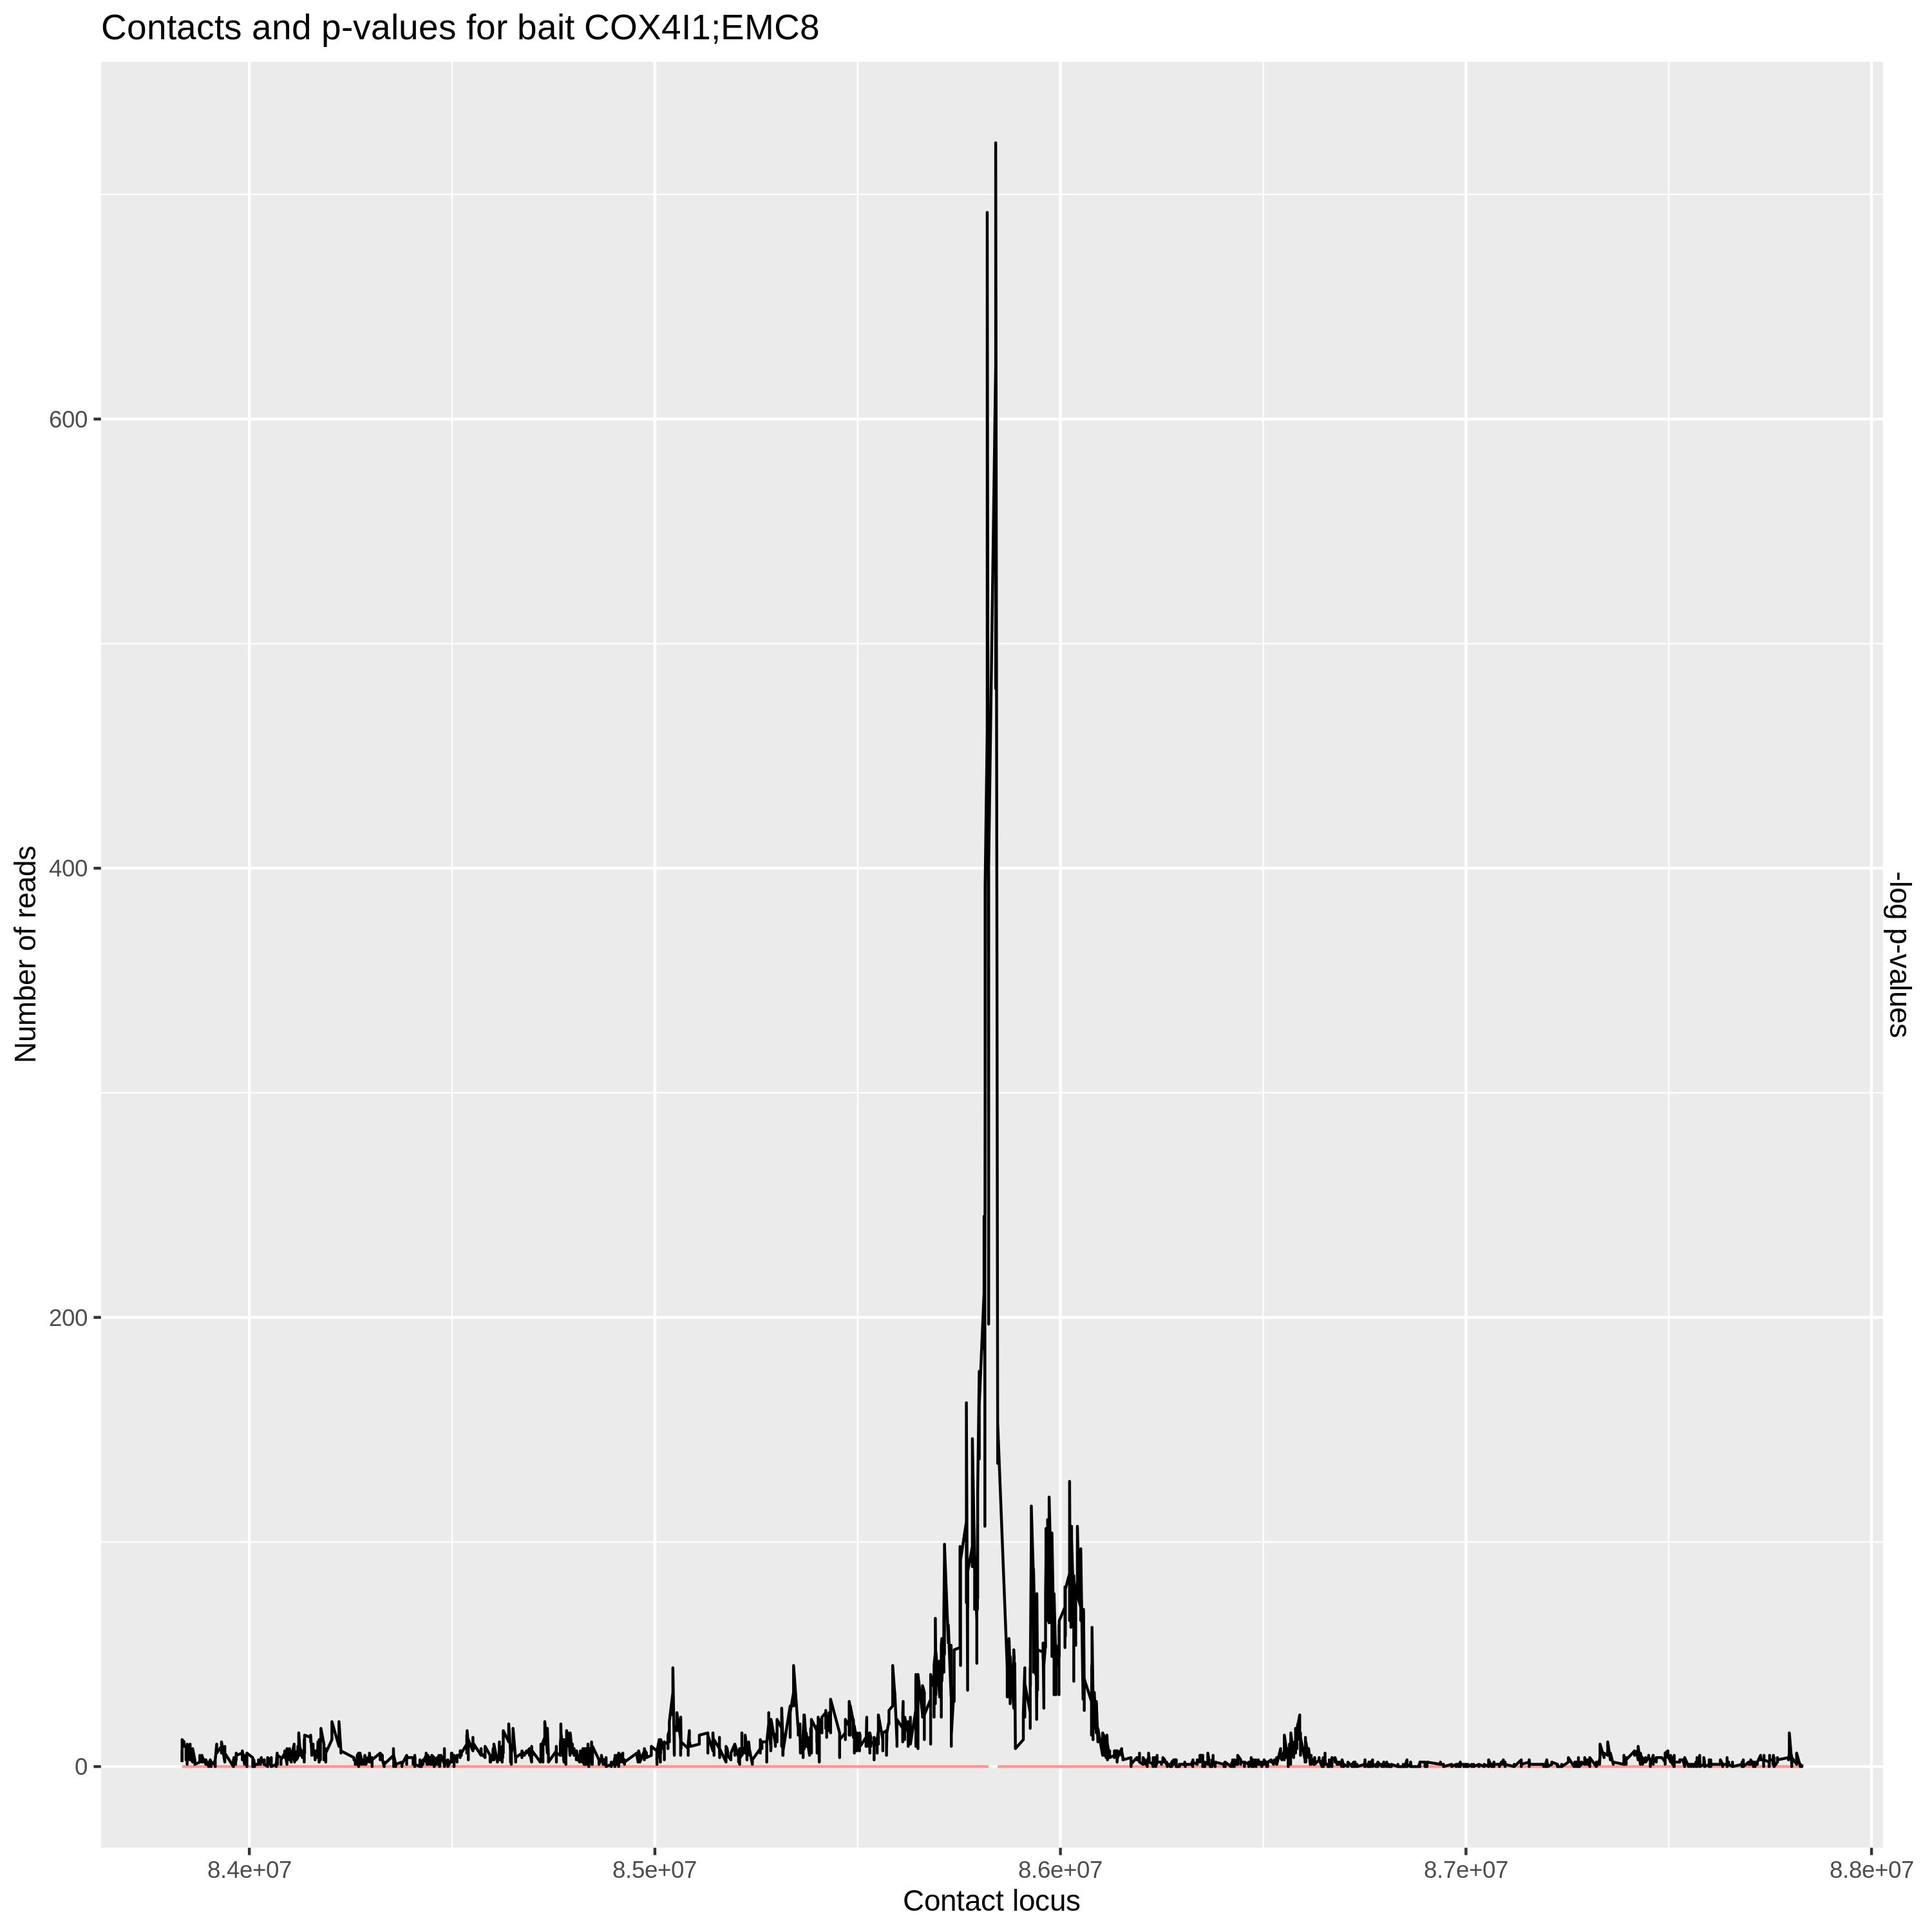 Contacts and p-values for bait COX4I1;EMC8
Number of reads
600
400
200
0
-log p-values
8.4e+07
8.5e+07
8.6e+07
8.7e+07
8.8e+07
Contact locus